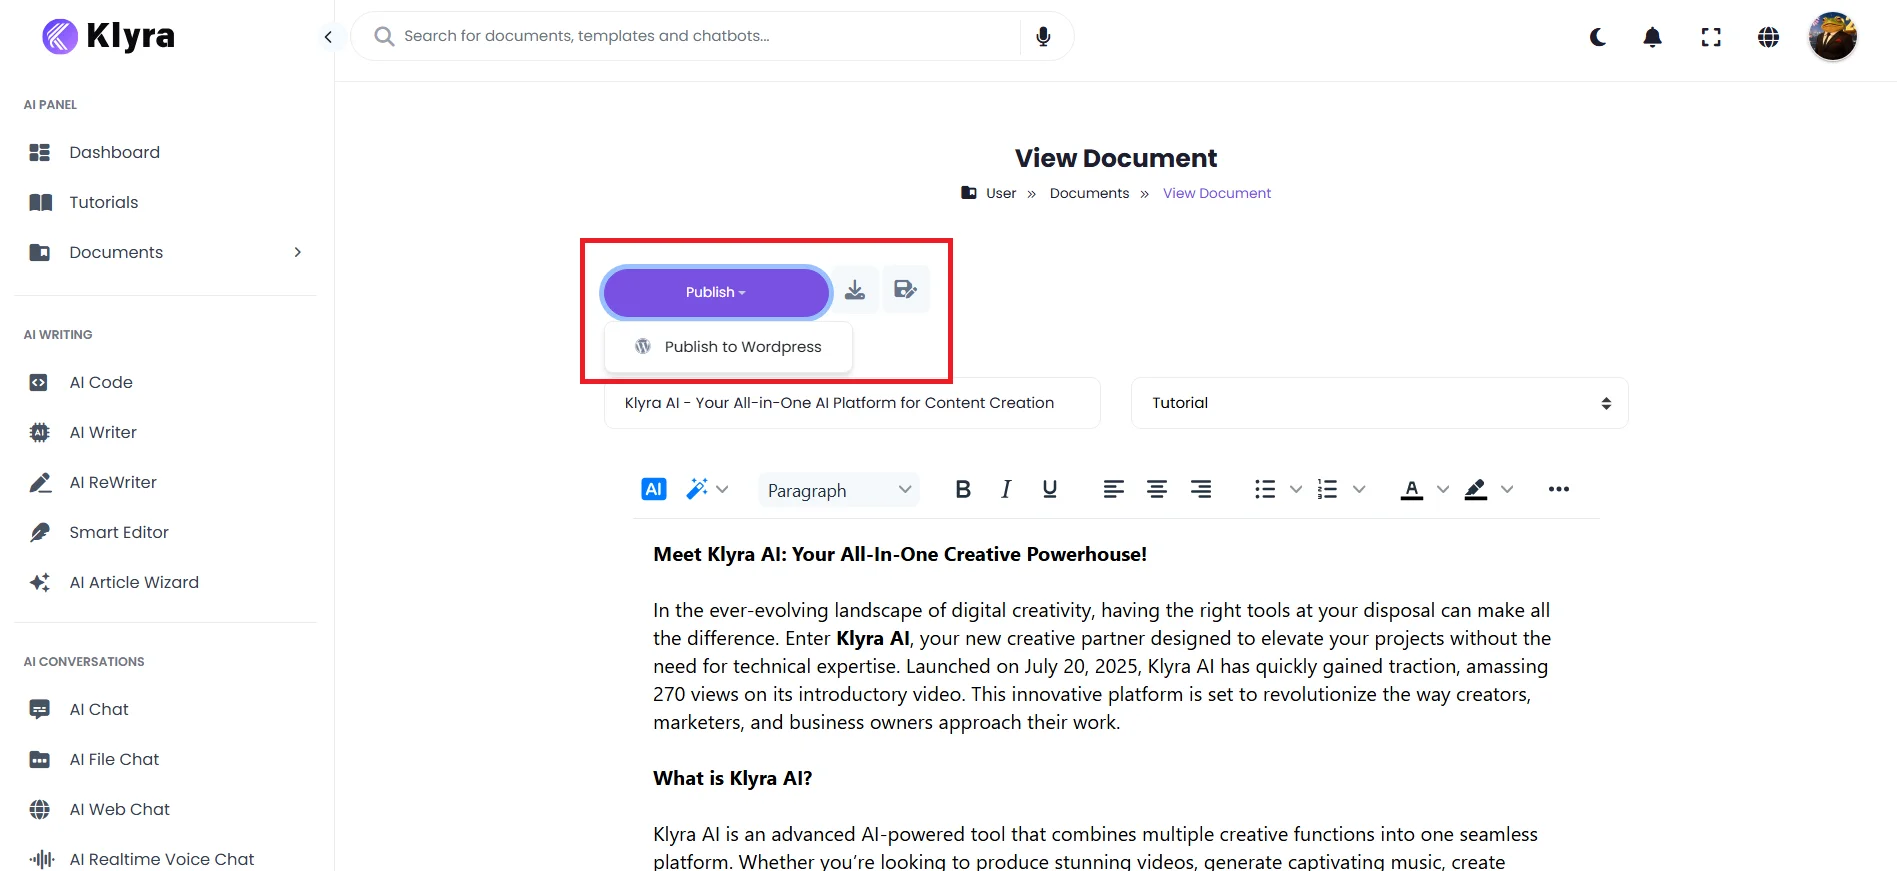 Klyra
Search for documents, templates and chatbots...
AI PANEL
Dashboard
Tutorials
Documents
AI WRITING
AI Code
AI Writer
AI ReWriter
Smart Editor
AI Article Wizard
AI CONVERSATIONS
AI Chat
AI File Chat
AI Web Chat
AI Realtime Voice Chat
View Document
User » Documents » View Document
Publish
Publish to Wordpress
Klyra AI - Your All-in-One AI Platform for Content Creation
Tutorial
AI
Paragraph
B I U
A
Meet Klyra AI: Your All-In-One Creative Powerhouse!
In the ever-evolving landscape of digital creativity, having the right tools at your disposal can make all
the difference. Enter Klyra AI, your new creative partner designed to elevate your projects without the
need for technical expertise. Launched on July 20, 2025, Klyra AI has quickly gained traction, amassing
270 views on its introductory video. This innovative platform is set to revolutionize the way creators,
marketers, and business owners approach their work.
What is Klyra AI?
Klyra AI is an advanced AI-powered tool that combines multiple creative functions into one seamless
platform. Whether you’re looking to produce stunning videos, generate captivating music, create